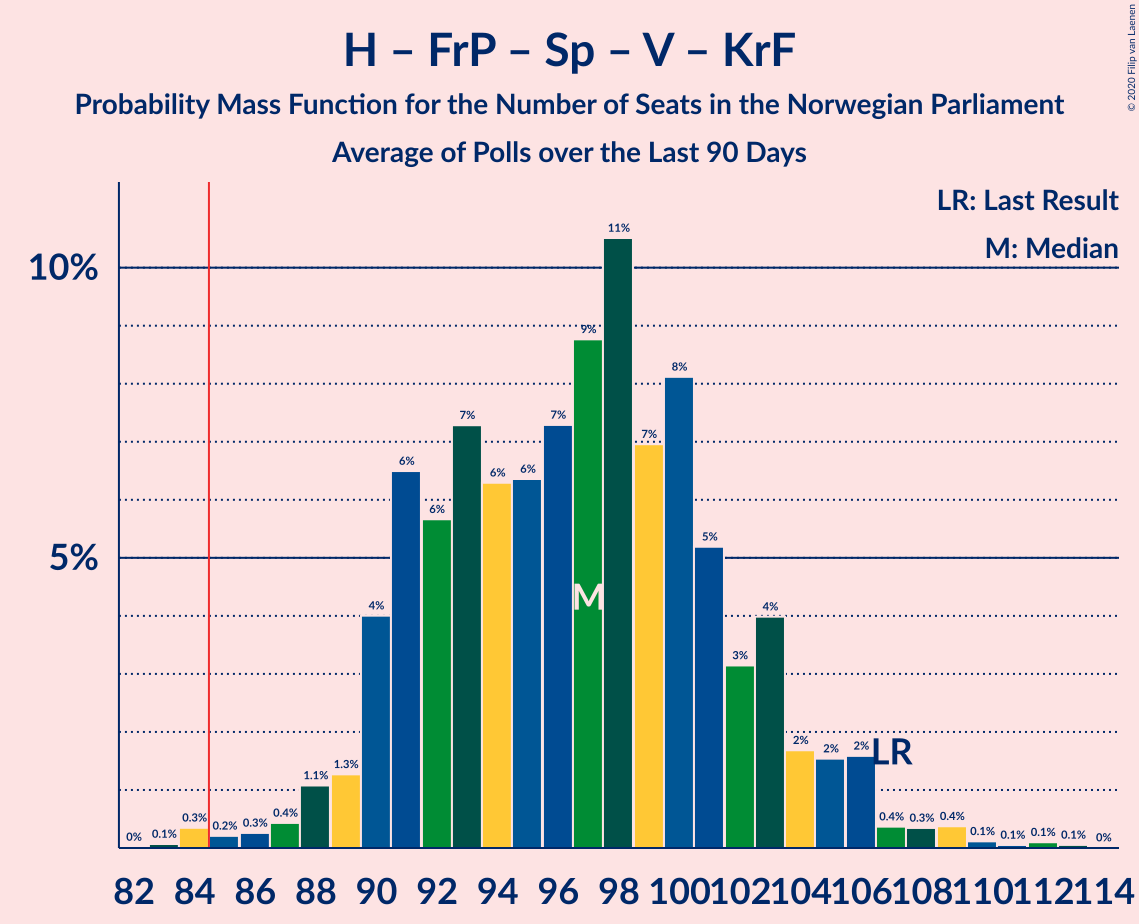 H – FrP – Sp – V – KrF
Probability Mass Function for the Number of Seats in the Norwegian Parliament
Average of Polls over the Last 90 Days
© 2020 Filip van Laenen
LR: Last Result
M: Median
10%
5%
0% 0.1% 0.3% 0.2% 0.3% 0.4% 1.1% 1.3% 4% 6% 6% 7% 6% 6% 7% 9% 11% 7% 8% 5% 3% 4% 2% 2% 2% 0.4% 0.3% 0.4% 0.1% 0.1% 0.1% 0.1% 0%
M
LR
82 84 86 88 90 92 94 96 98 100 102 104 106 108 110 112 114